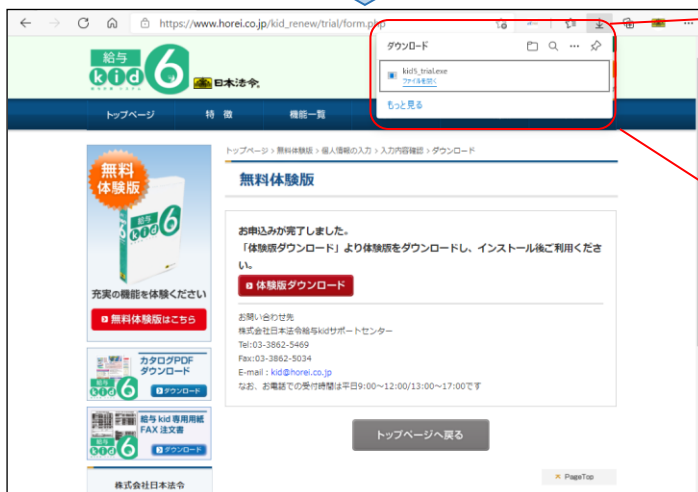 https://www.horei.co.jp/kid_renew/trial/form.php
ダウンロード
kid5_trial.exe
ファイルを開く
もっと見る
給与
kid 6
日本法令
トップページ
特 徴
機能一覧
トップページ > 無料体験版 > 個人情報の入力 > 入力内容確認 > ダウンロード
無料体験版
無料
体験版
給与
kid 6
充実の機能を体験ください
無料体験版はこちら
お申込みが完了しました。
「体験版ダウンロード」より体験版をダウンロードし、インストール後ご利用くださ
い。
体験版ダウンロード
お問い合わせ先
株式会社日本法令給与kidサポートセンター
Tel:03-3862-5469
Fax:03-3862-5034
E-mail : kid@horei.co.jp
なお、お電話での受付時間は平日9:00～12:00/13:00～17:00です
カタログPDF
ダウンロード
kid 6
ダウンロード
給与 kid 専用用紙
FAX 注文書
kid 6
ダウンロード
トップページへ戻る
PageTop
株式会社日本法令